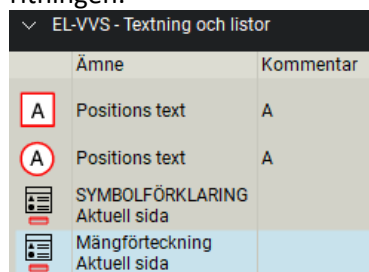 ritningen.
EL-VVS - Textning och listor
Ämne Kommentar
A Positions text A
A Positions text A
SYMBOLFÖRKLARING
Aktuell sida
Mängförteckning
Aktuell sida